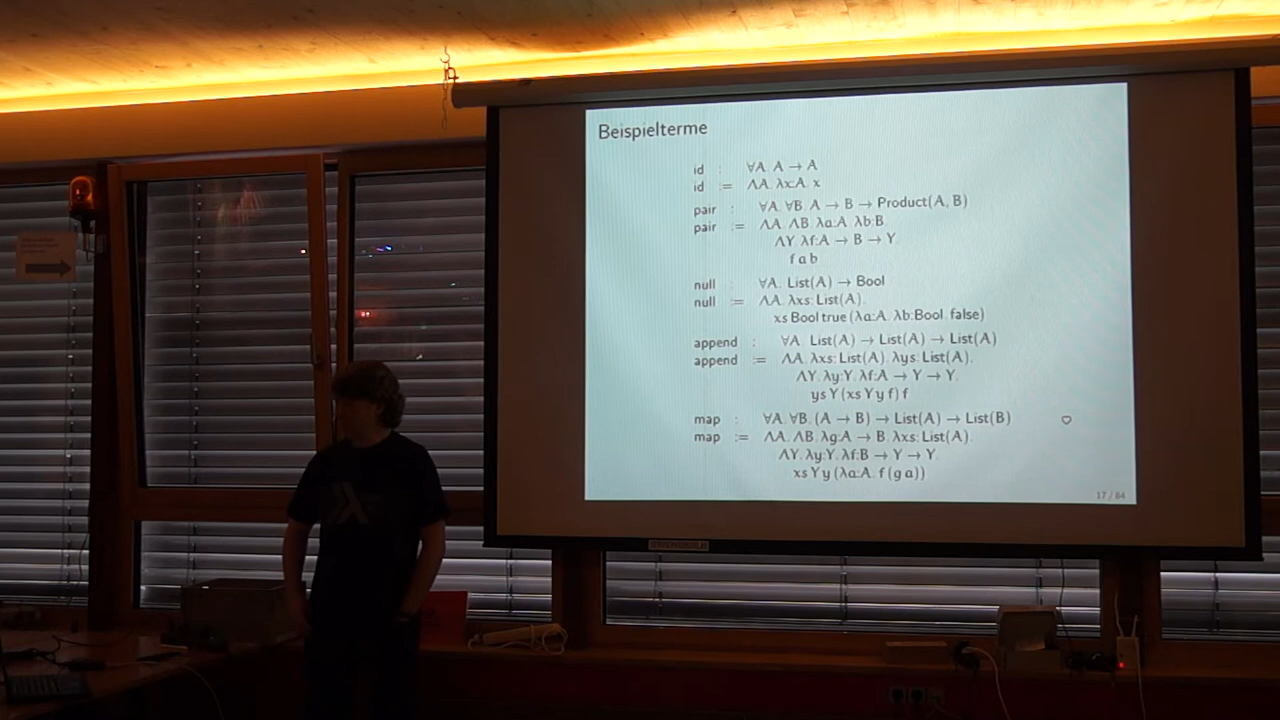 Beispielterme
id : ∀A. A → A
id := ΛA. λx:A. x
pair : ∀A. ∀B. A → B → Product(A, B)
pair := ΛA. ΛB. λa:A. λb:B.
ΛY. λf:A → B → Y.
f a b
null : ∀A. List(A) → Bool
null := ΛA. λxs:List(A).
xs Bool true (λa:A. λb:Bool. false)
append : ∀A. List(A) → List(A) → List(A)
append := ΛA. λxs:List(A). λys:List(A).
ΛY. λy:Y. λf:A → Y → Y.
ys Y (xs Y y f) f
map : ∀A. ∀B. (A → B) → List(A) → List(B) ♡
map := ΛA. ΛB. λg:A → B. λxs:List(A).
ΛY. λy:Y. λf:B → Y → Y.
xs Y y (λa:A. f (g a))
17 / 84